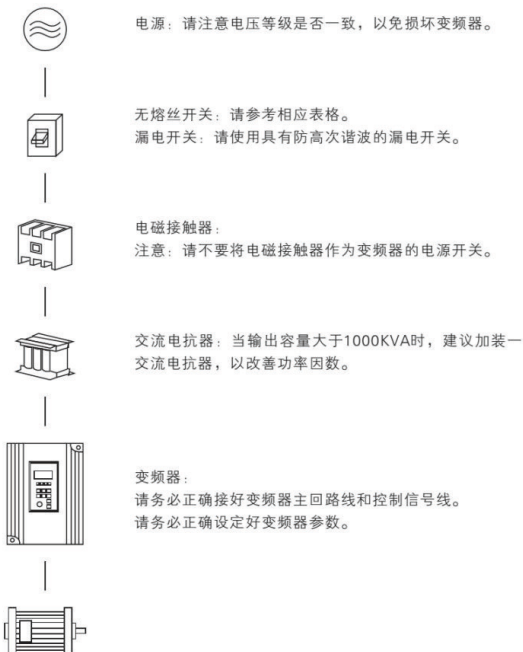 电源：请注意电压等级是否一致，以免损坏变频器。
无熔丝开关：请参考相应表格。
漏电开关：请使用具有防高次谐波的漏电开关。
电磁接触器：
注意：请不要将电磁接触器作为变频器的电源开关。
交流电抗器：当输出容量大于1000KVA时，建议加装一
交流电抗器，以改善功率因数。
变频器：
请务必正确接好变频器主回路线和控制信号线。
请务必正确设定好变频器参数。